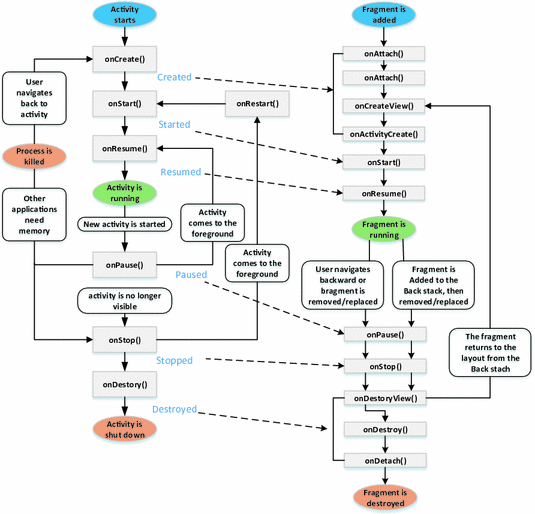 Activity
starts
onCreate()
User
navigates
back to
activity
onStart()
onRestart()
onResume()
Process is
killed
Activity is
running
Other
applications
need
memory
New activity is started
Activity
comes to the
foreground
onPause()
Activity
comes to the
foreground
activity is no longer
visible
onStop()
onDestory()
Activity is
shut down
Created
Started
Resumed
Paused
Stopped
Destroyed
Fragment is
added
onAttach()
onAttach()
onCreateView()
onActivityCreate()
onStart()
onResume()
Fragment is
running
User navigates
backward or
bragment is
removed/replaced
Fragment is
Added to the
Back stack, then
removed/replaced
onPause()
The fragment
returns to the
layout from the
Back stach
onStop()
onDestoryView()
onDestroy()
onDetach()
Fragment is
destroyed